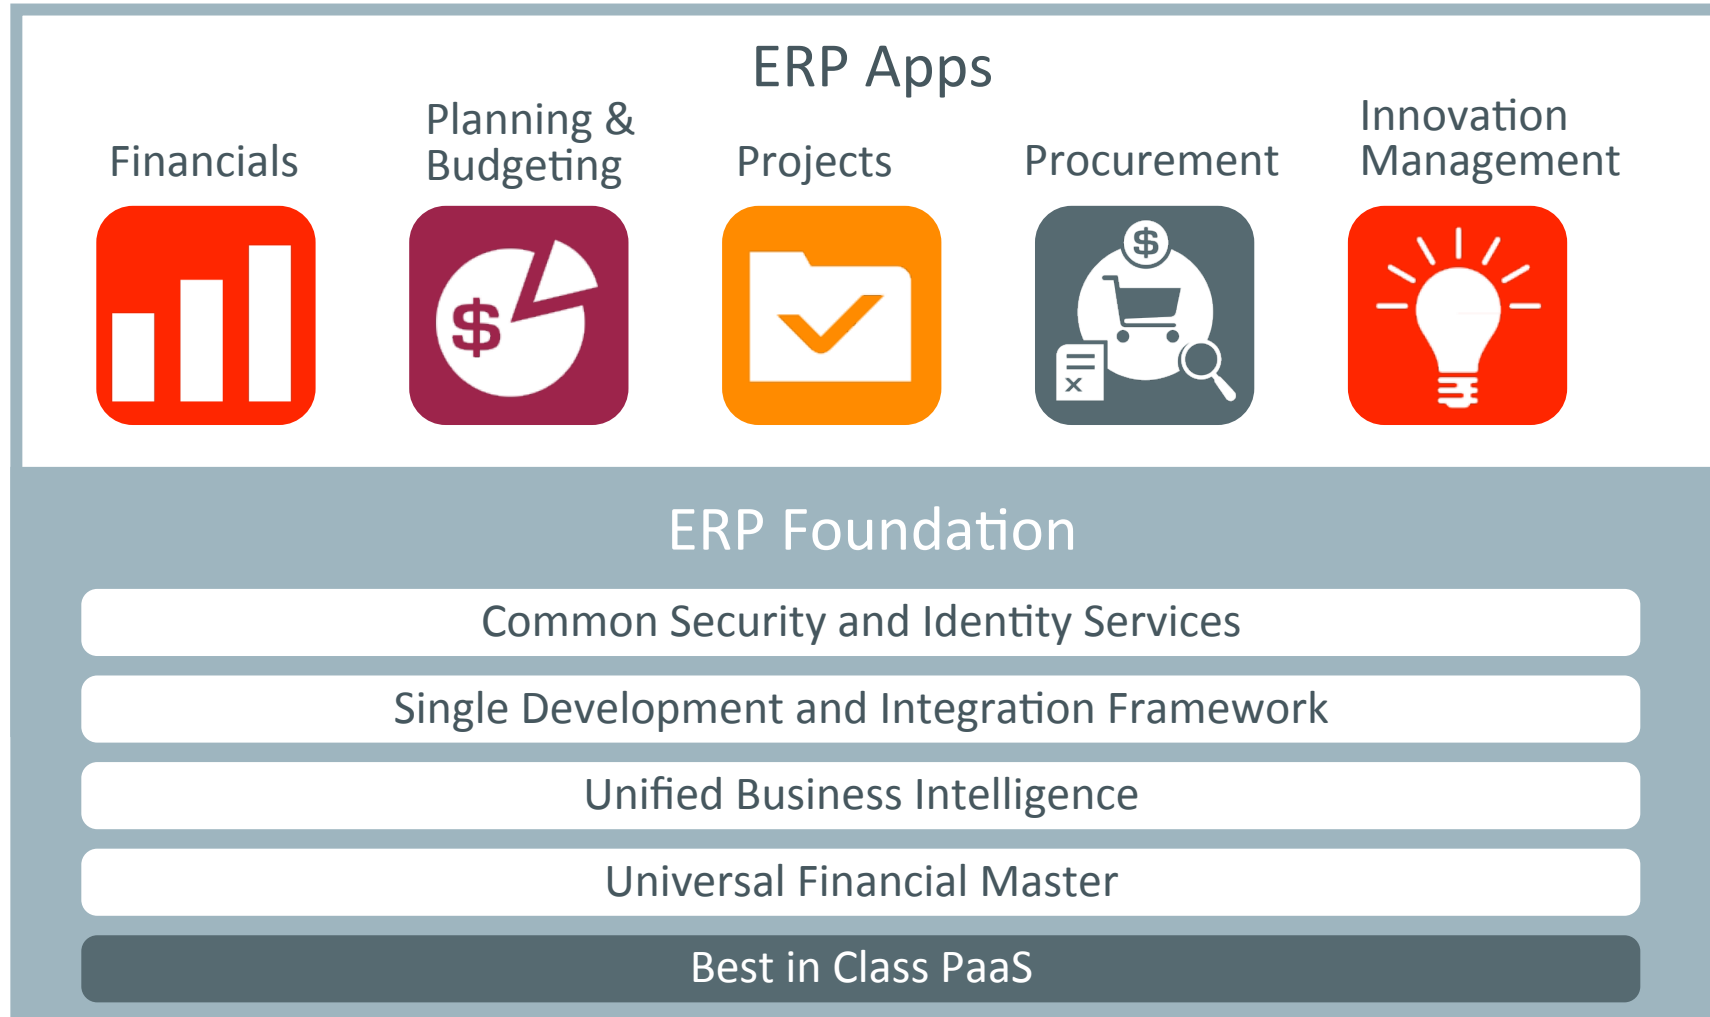 ERP Apps
Financials
Planning &
Budgeting
Projects
Procurement
Innovation
Management
$
$
x
ERP Foundation
Common Security and Identity Services
Single Development and Integration Framework
Unified Business Intelligence
Universal Financial Master
Best in Class PaaS